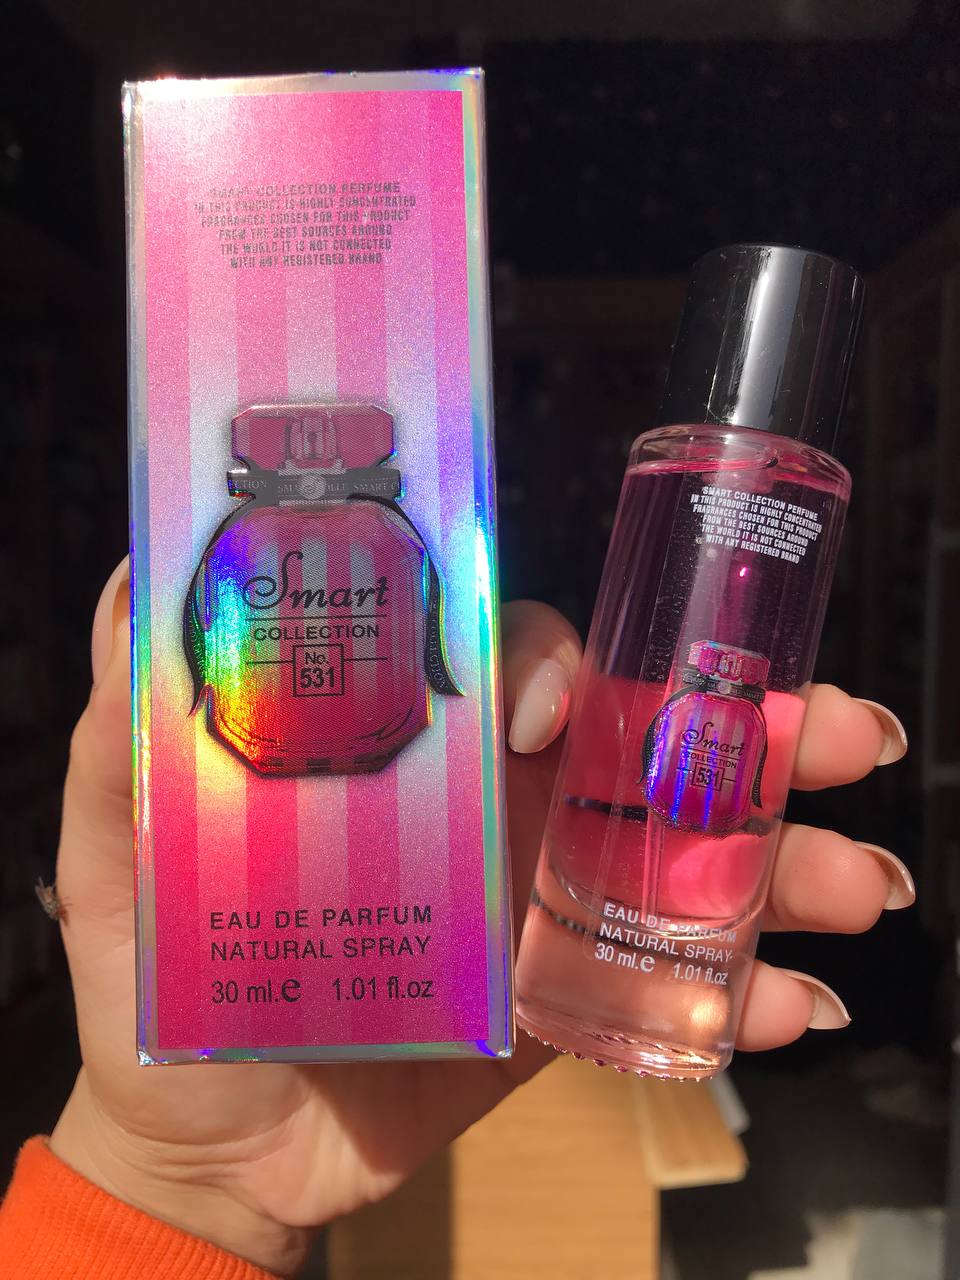 SMART COLLECTION PERFUME
IN THIS PRODUCT IS HIGHLY CONCENTRATED
FRAGRANCES CHOSEN FOR THIS PRODUCT
FROM THE BEST SOURCES AROUND
THE WORLD IT IS NOT CONNECTED
WITH ANY REGISTERED BRAND
Smart
COLLECTION
No.
531
EAU DE PARFUM
NATURAL SPRAY
30 ml.e 1.01 fl.oz
SMART COLLECTION PERFUME
IN THIS PRODUCT IS HIGHLY CONCENTRATED
FRAGRANCES CHOSEN FOR THIS PRODUCT
FROM THE BEST SOURCES AROUND
THE WORLD IT IS NOT CONNECTED
WITH ANY REGISTERED BRAND
Smart
COLLECTION
531
EAU DE PARFUM
NATURAL SPRAY
30 ml.e 1.01 fl.oz